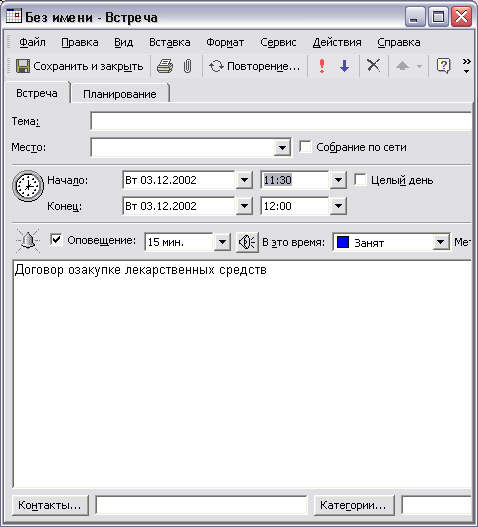 Без имени - Встреча
Файл Правка Вид Вставка Формат Сервис Действия Справка
Сохранить и закрыть Повторение... ! ? »
Встреча Планирование
Тема:
Место: Собрание по сети
Начало: Вт 03.12.2002 11:30 Целый день
Конец: Вт 03.12.2002 12:00
Оповещение: 15 мин. В это время: Занят Мет
Договор озакупке лекарственных средств
Контакты... Категории...